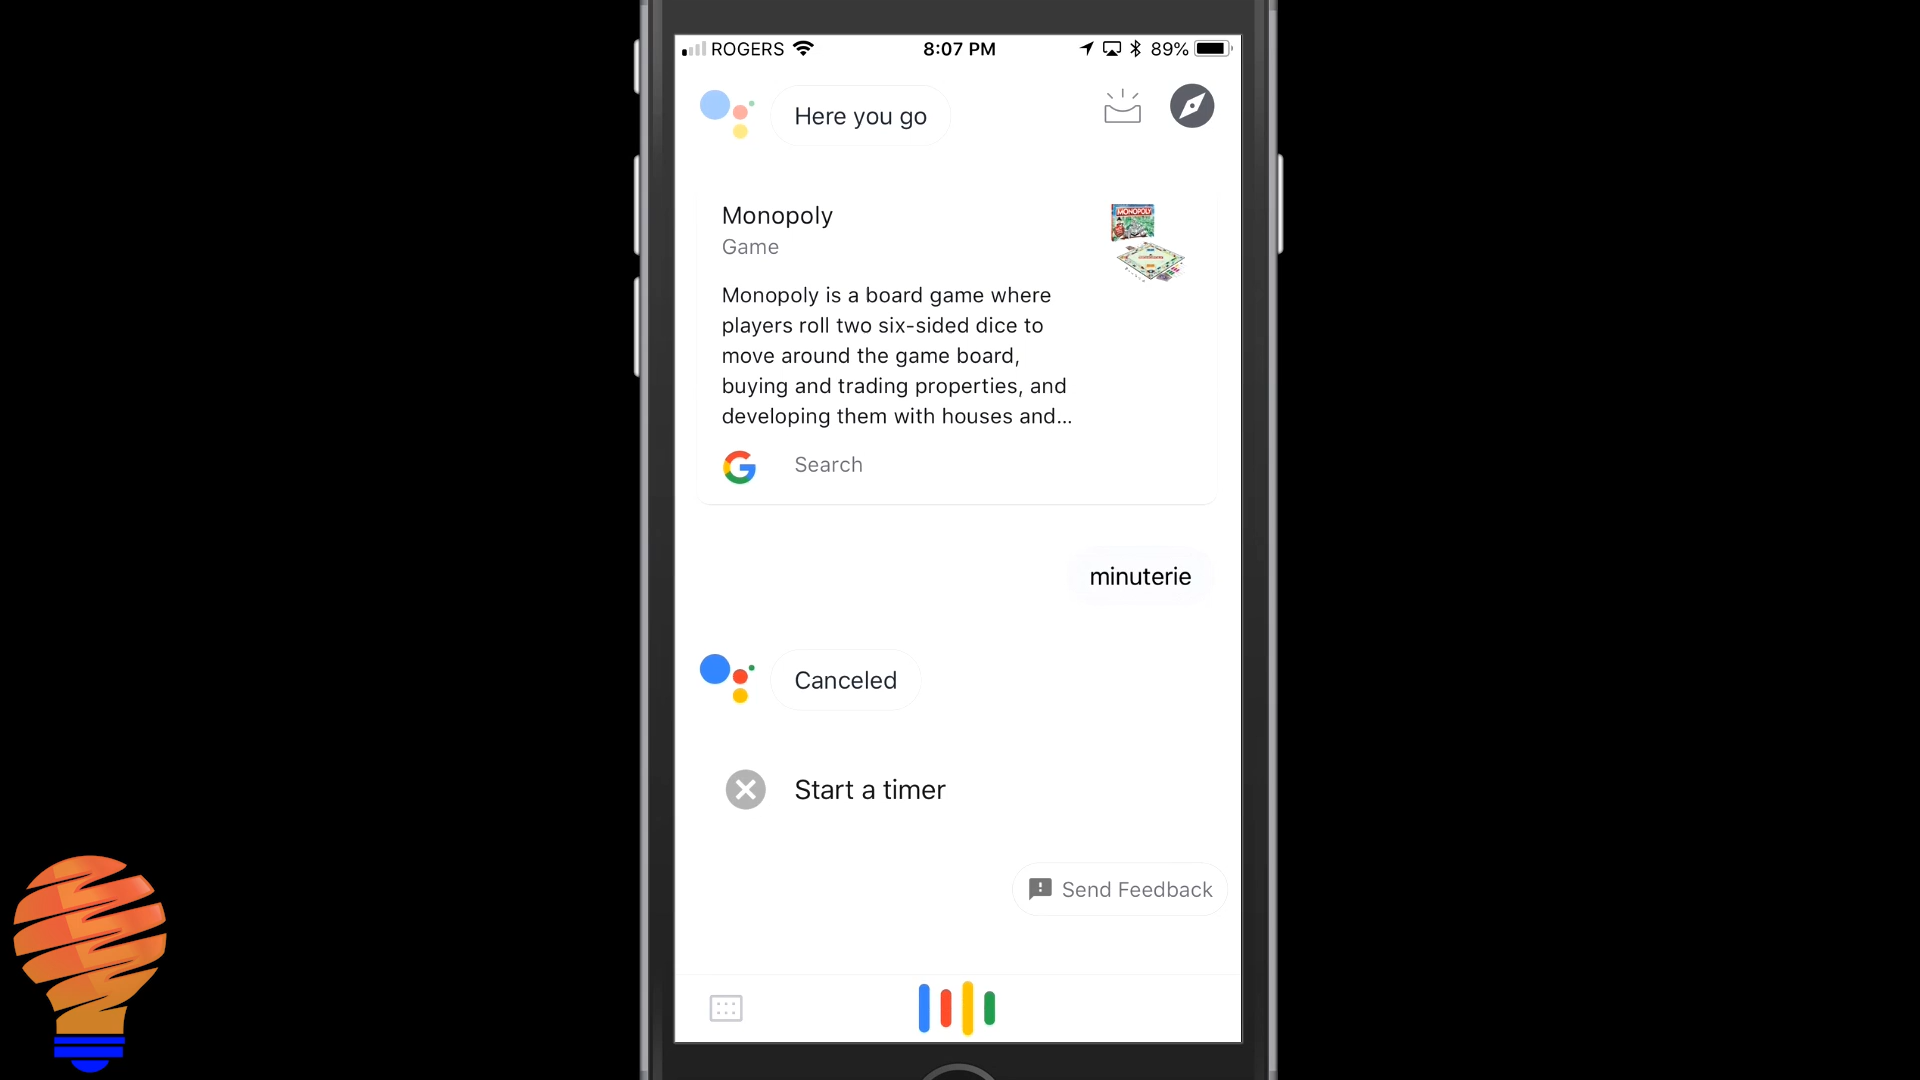 ROGERS
8:07 PM
89%
Here you go
Monopoly
Game
MONOPOLY
Monopoly is a board game where
players roll two six-sided dice to
move around the game board,
buying and trading properties, and
developing them with houses and...
Search
minuterie
Canceled
Start a timer
Send Feedback